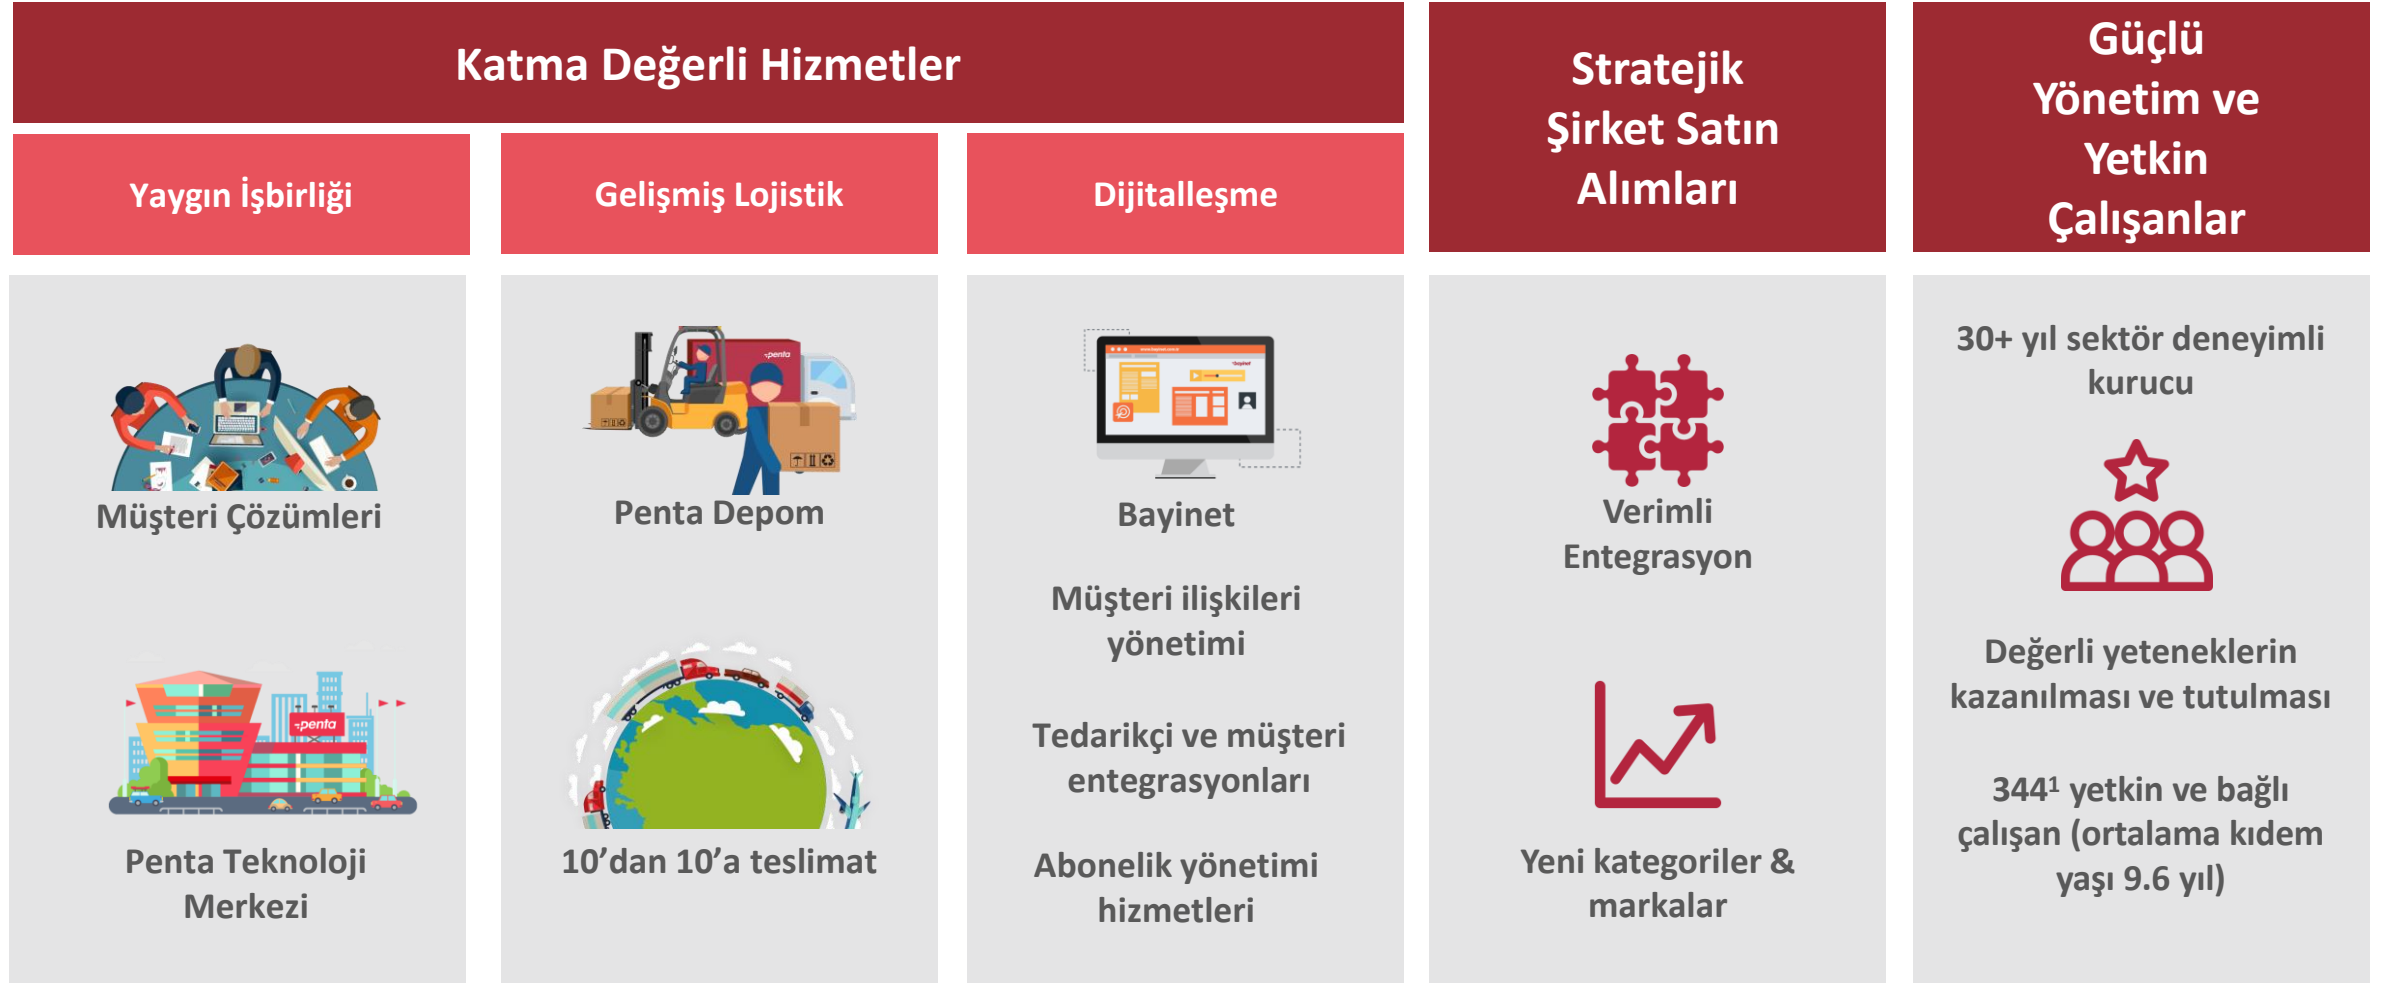 Katma Değerli Hizmetler
Yaygın İşbirliği
Müşteri Çözümleri
penta
Penta Teknoloji
Merkezi
Gelişmiş Lojistik
penta
Penta Depom
10’dan 10’a teslimat
Dijitalleşme
Bayinet
Müşteri ilişkileri
yönetimi
Tedarikçi ve müşteri
entegrasyonları
Abonelik yönetimi
hizmetleri
Stratejik
Şirket Satın
Alımları
Verimli
Entegrasyon
Yeni kategoriler &
markalar
Güçlü
Yönetim ve
Yetkin
Çalışanlar
30+ yıl sektör deneyimli
kurucu
Değerli yeteneklerin
kazanılması ve tutulması
344¹ yetkin ve bağlı
çalışan (ortalama kıdem
yaşı 9.6 yıl)